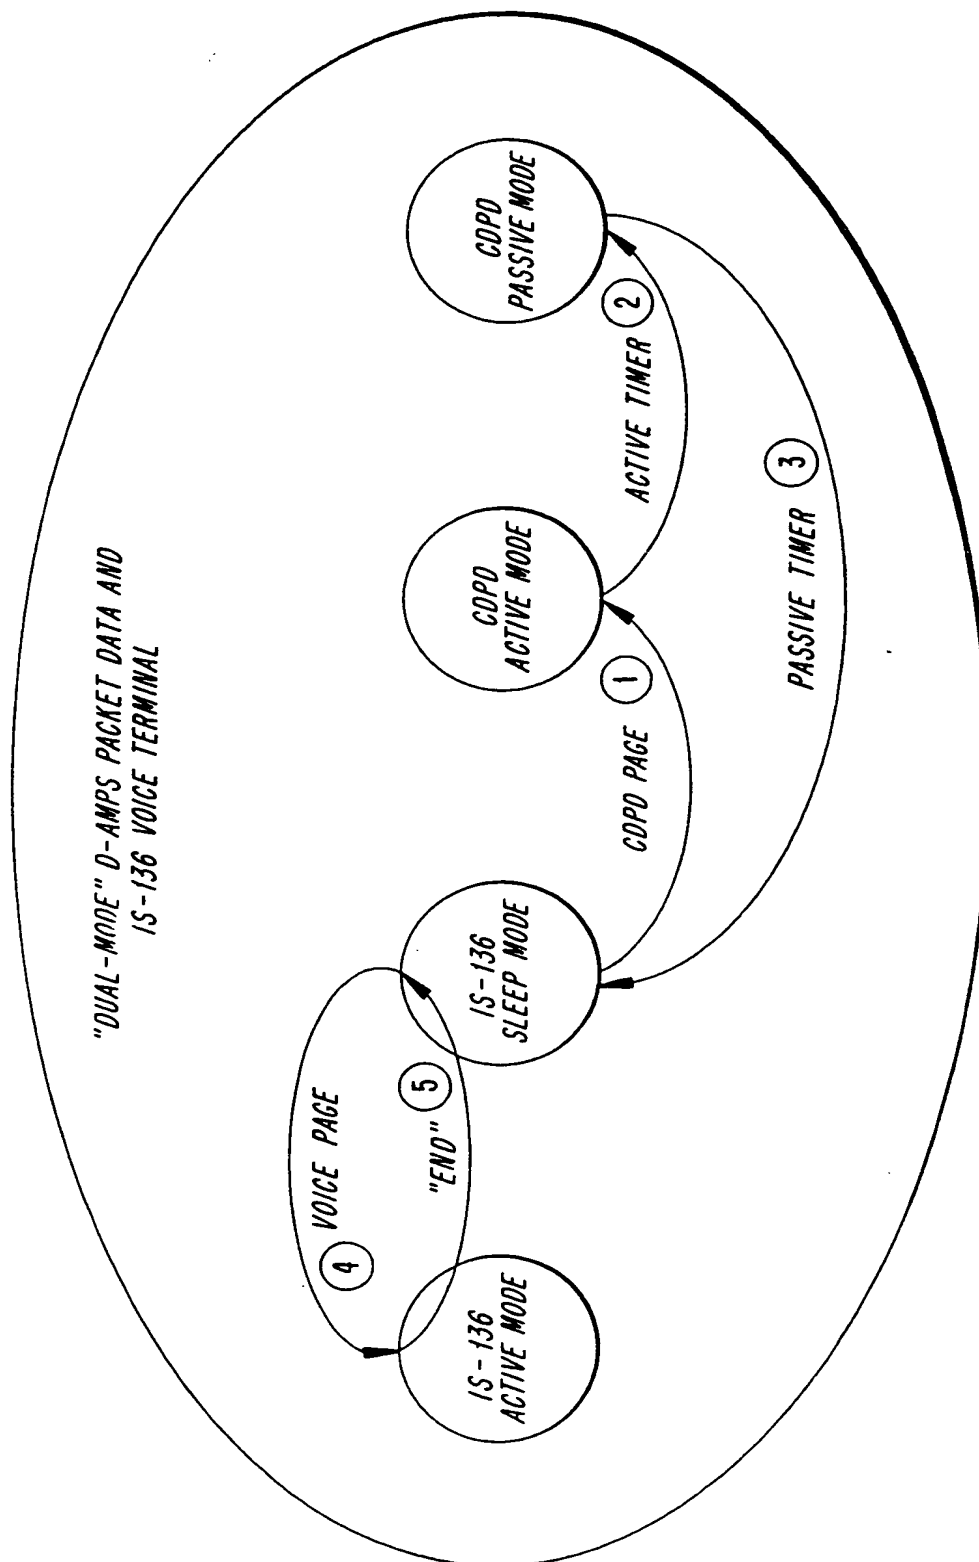 "DUAL-MODE" D-AMPS PACKET DATA AND
IS-136 VOICE TERMINAL
4
VOICE PAGE
"END"
5
IS-136
ACTIVE MODE
IS-136
SLEEP MODE
CDPD
ACTIVE MODE
CDPD
PASSIVE MODE
CDPD PAGE
1
ACTIVE TIMER
2
PASSIVE TIMER
3